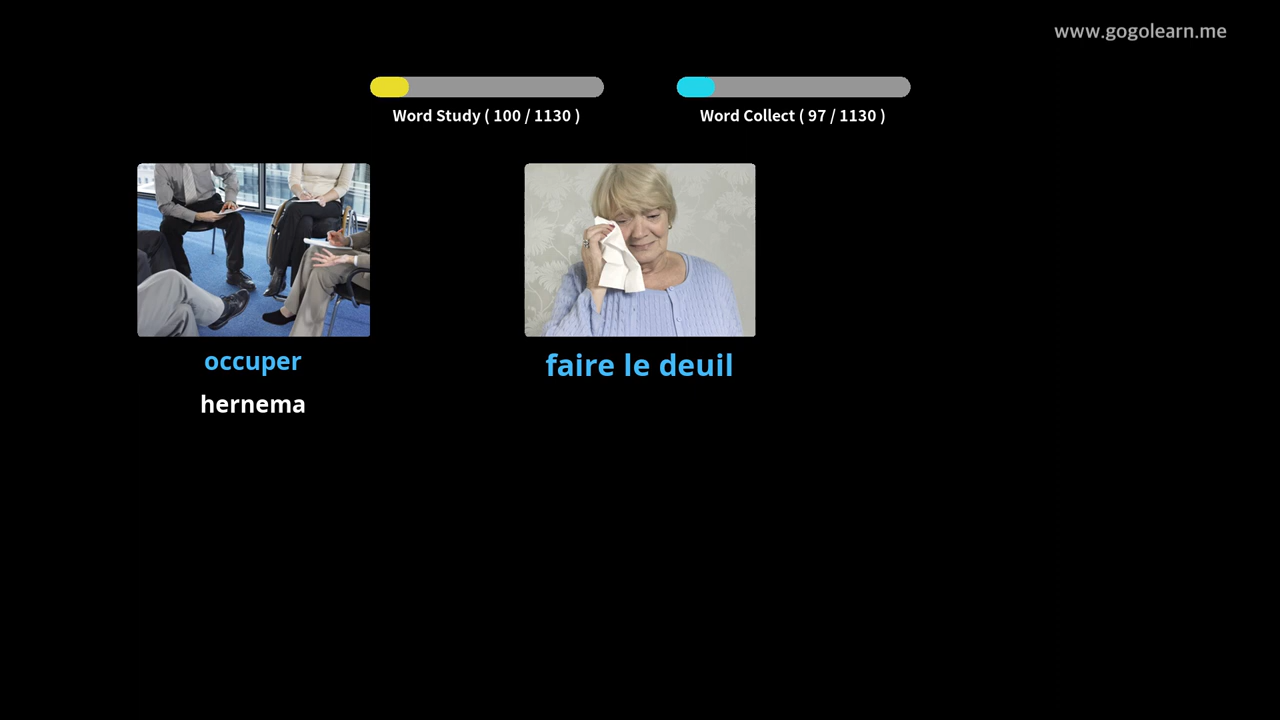 www.gogolearn.me
Word Study ( 100 / 1130 )
Word Collect ( 97 / 1130 )
occuper
hernema
faire le deuil